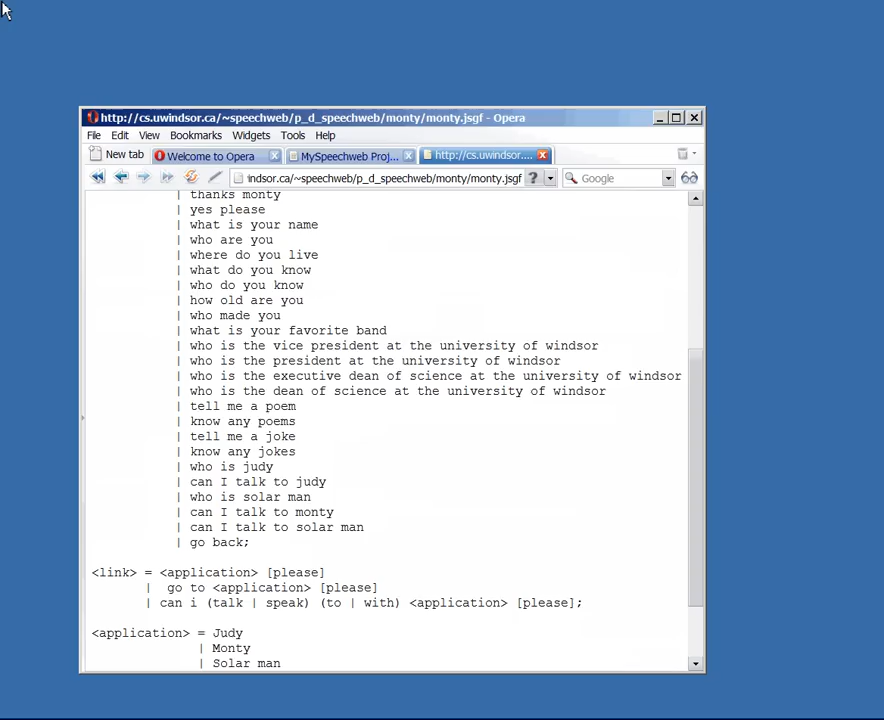 http://cs.uwindsor.ca/~speechweb/p_d_speechweb/monty/monty.jsgf - Opera
File Edit View Bookmarks Widgets Tools Help
New tab Welcome to Opera MySpeechweb Proj... http://cs.uwindsor....
indsor.ca/~speechweb/p_d_speechweb/monty/monty.jsgf ? Google
| thanks monty
| yes please
| what is your name
| who are you
| where do you live
| what do you know
| who do you know
| how old are you
| who made you
| what is your favorite band
| who is the vice president at the university of windsor
| who is the president at the university of windsor
| who is the executive dean of science at the university of windsor
| who is the dean of science at the university of windsor
| tell me a poem
| know any poems
| tell me a joke
| know any jokes
| who is judy
| can I talk to judy
| who is solar man
| can I talk to monty
| can I talk to solar man
| go back;
<link> = <application> [please]
| go to <application> [please]
| can i (talk | speak) (to | with) <application> [please];
<application> = Judy
| Monty
| Solar man